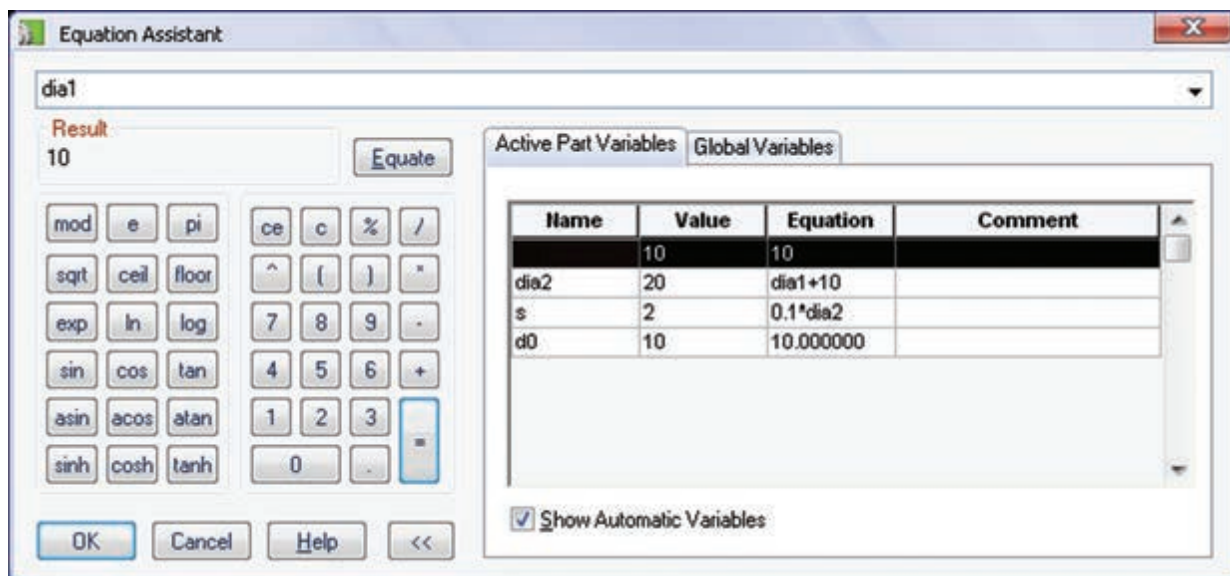 Equation Assistant
dia1
Result
10
Equate
mod e pi
sqrt ceil floor
exp ln log
sin cos tan
asin acos atan
sinh cosh tanh
ce c % /
^ ( ) *
7 8 9 -
4 5 6 +
1 2 3 =
0 .
OK Cancel Help <<
Active Part Variables Global Variables
Name Value Equation Comment
10 10
dia2 20 dia1+10
s 2 0.1*dia2
d0 10 10.000000
Show Automatic Variables